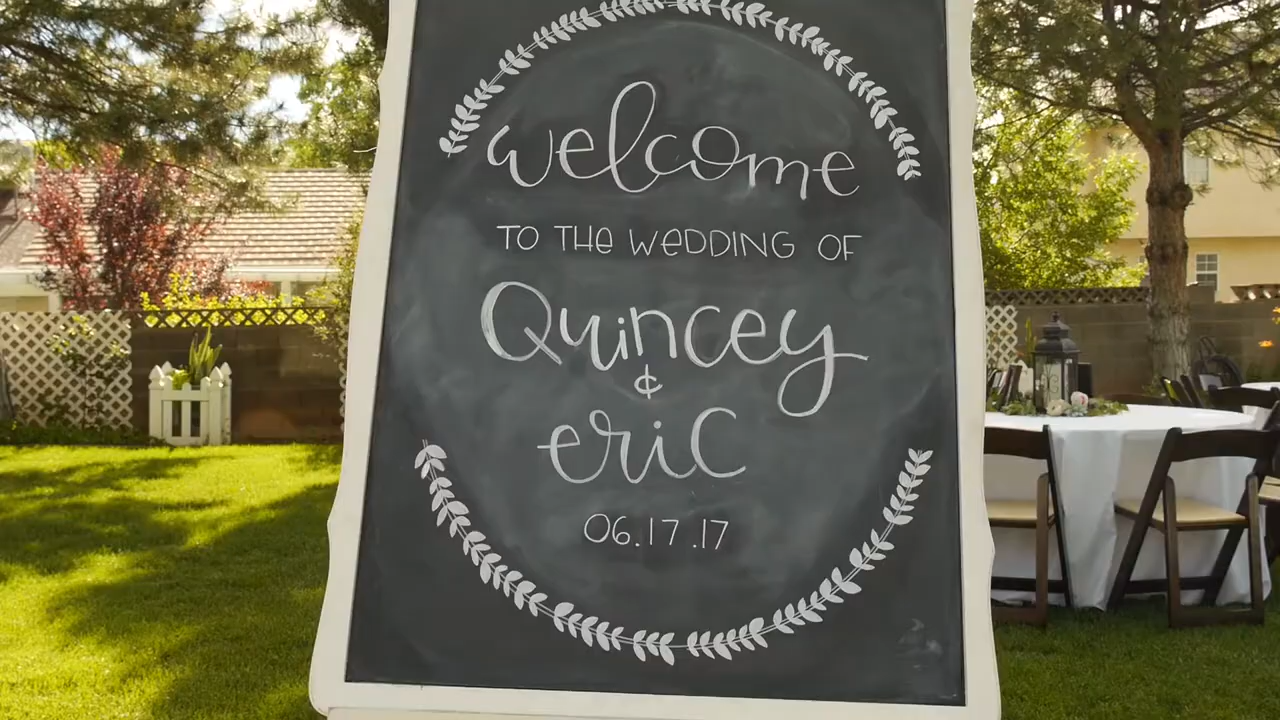 welcome
TO THE WEDDING OF
Quincey
&
eric
06.17.17